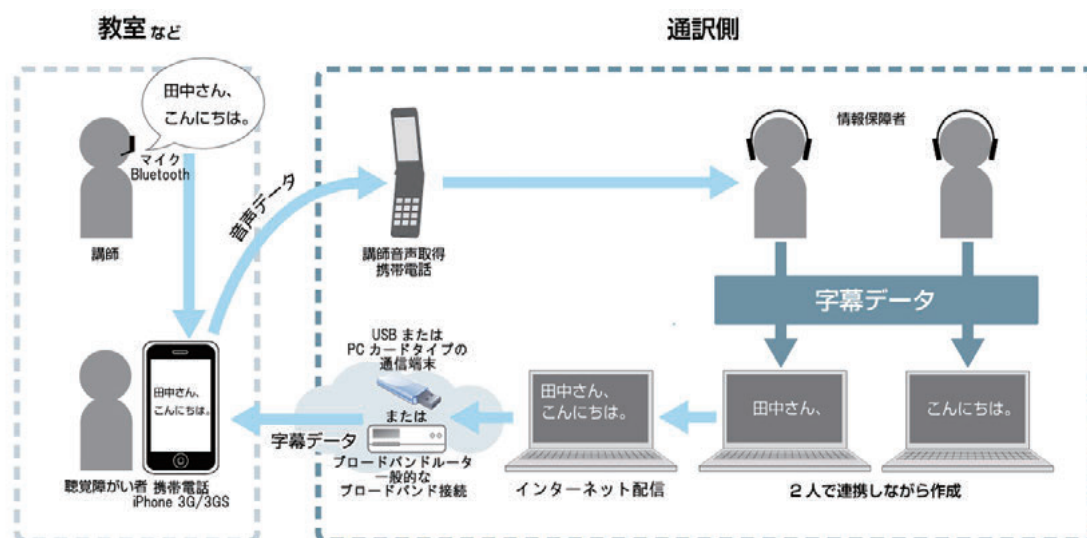 教室など
通訳側
田中さん、
こんにちは。
マイク
Bluetooth
講師
音声データ
講師音声取得
携帯電話
情報保障者
字幕データ
USB または
PC カードタイプの
通信端末
または
ブロードバンドルータ
一般的な
ブロードバンド接続
字幕データ
田中さん、
こんにちは。
聴覚障がい者
携帯電話
iPhone 3G/3GS
田中さん、
こんにちは。
インターネット配信
田中さん、
こんにちは。
2人で連携しながら作成